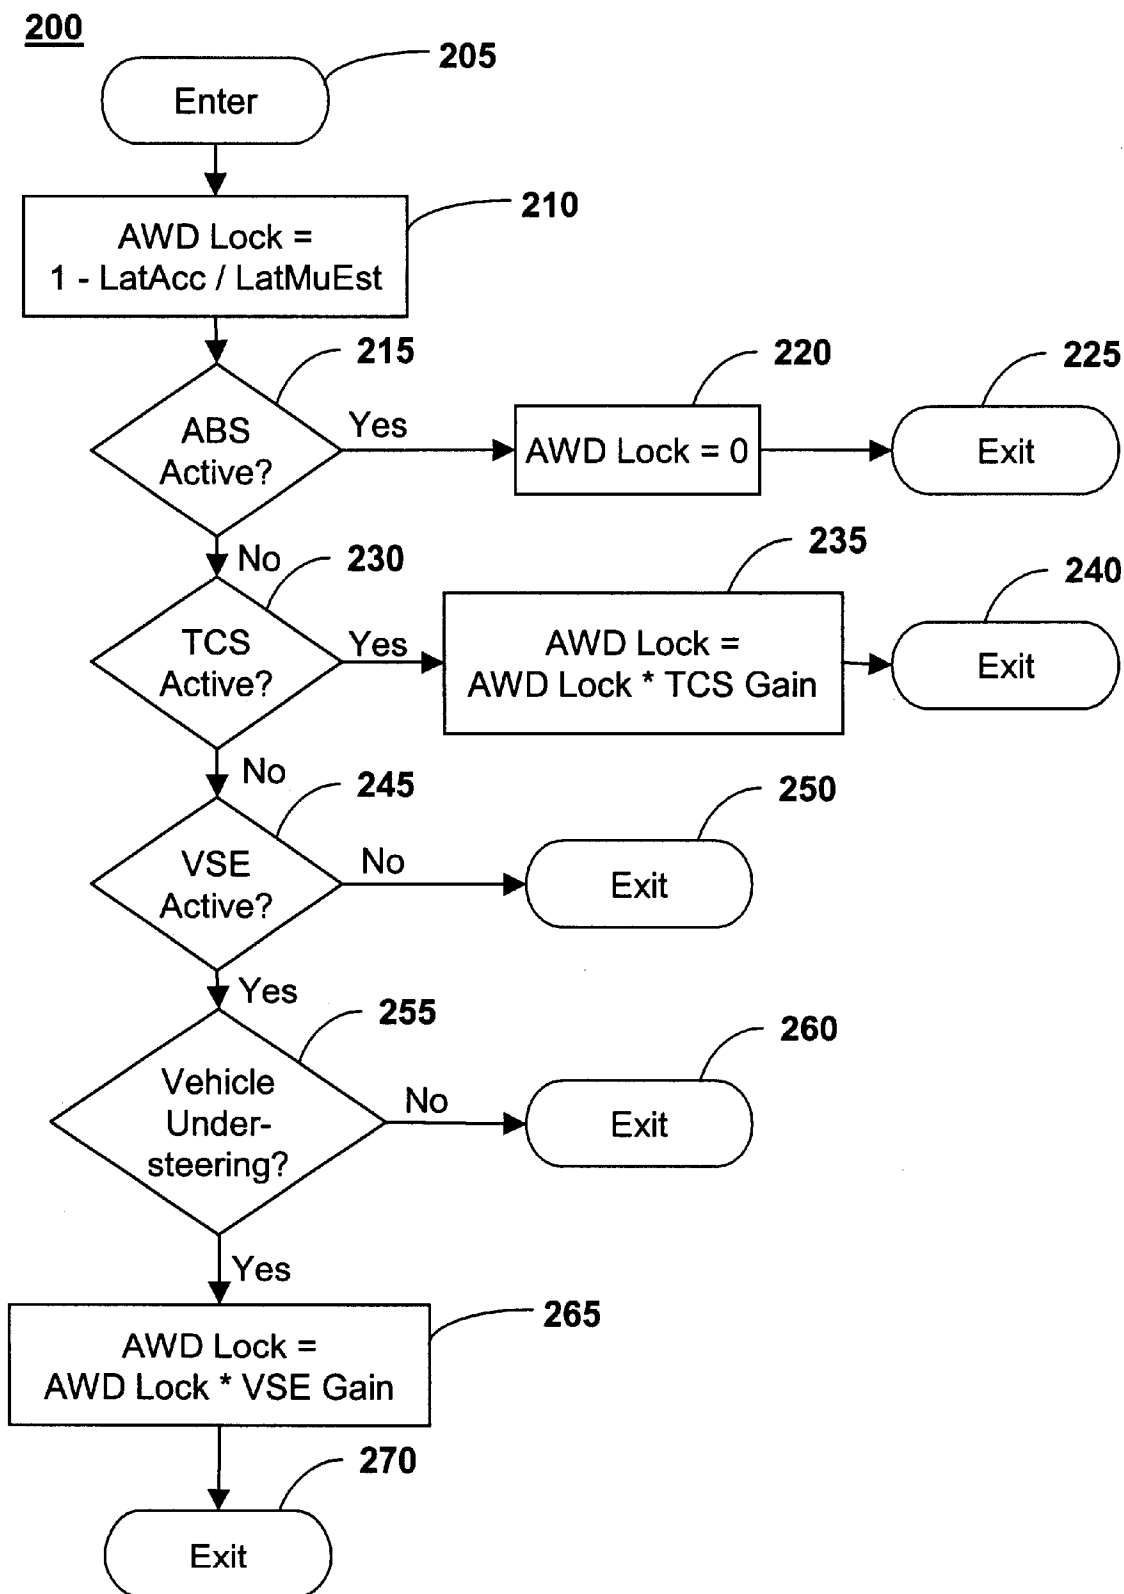 200
205
Enter
210
AWD Lock =
1 - LatAcc / LatMuEst
215
220
225
ABS
Active?
Yes
AWD Lock = 0
Exit
No
230
235
240
TCS
Active?
Yes
AWD Lock =
AWD Lock * TCS Gain
Exit
No
245
250
VSE
Active?
No
Exit
Yes
255
260
Vehicle
Under-
steering?
No
Exit
Yes
265
AWD Lock =
AWD Lock * VSE Gain
270
Exit